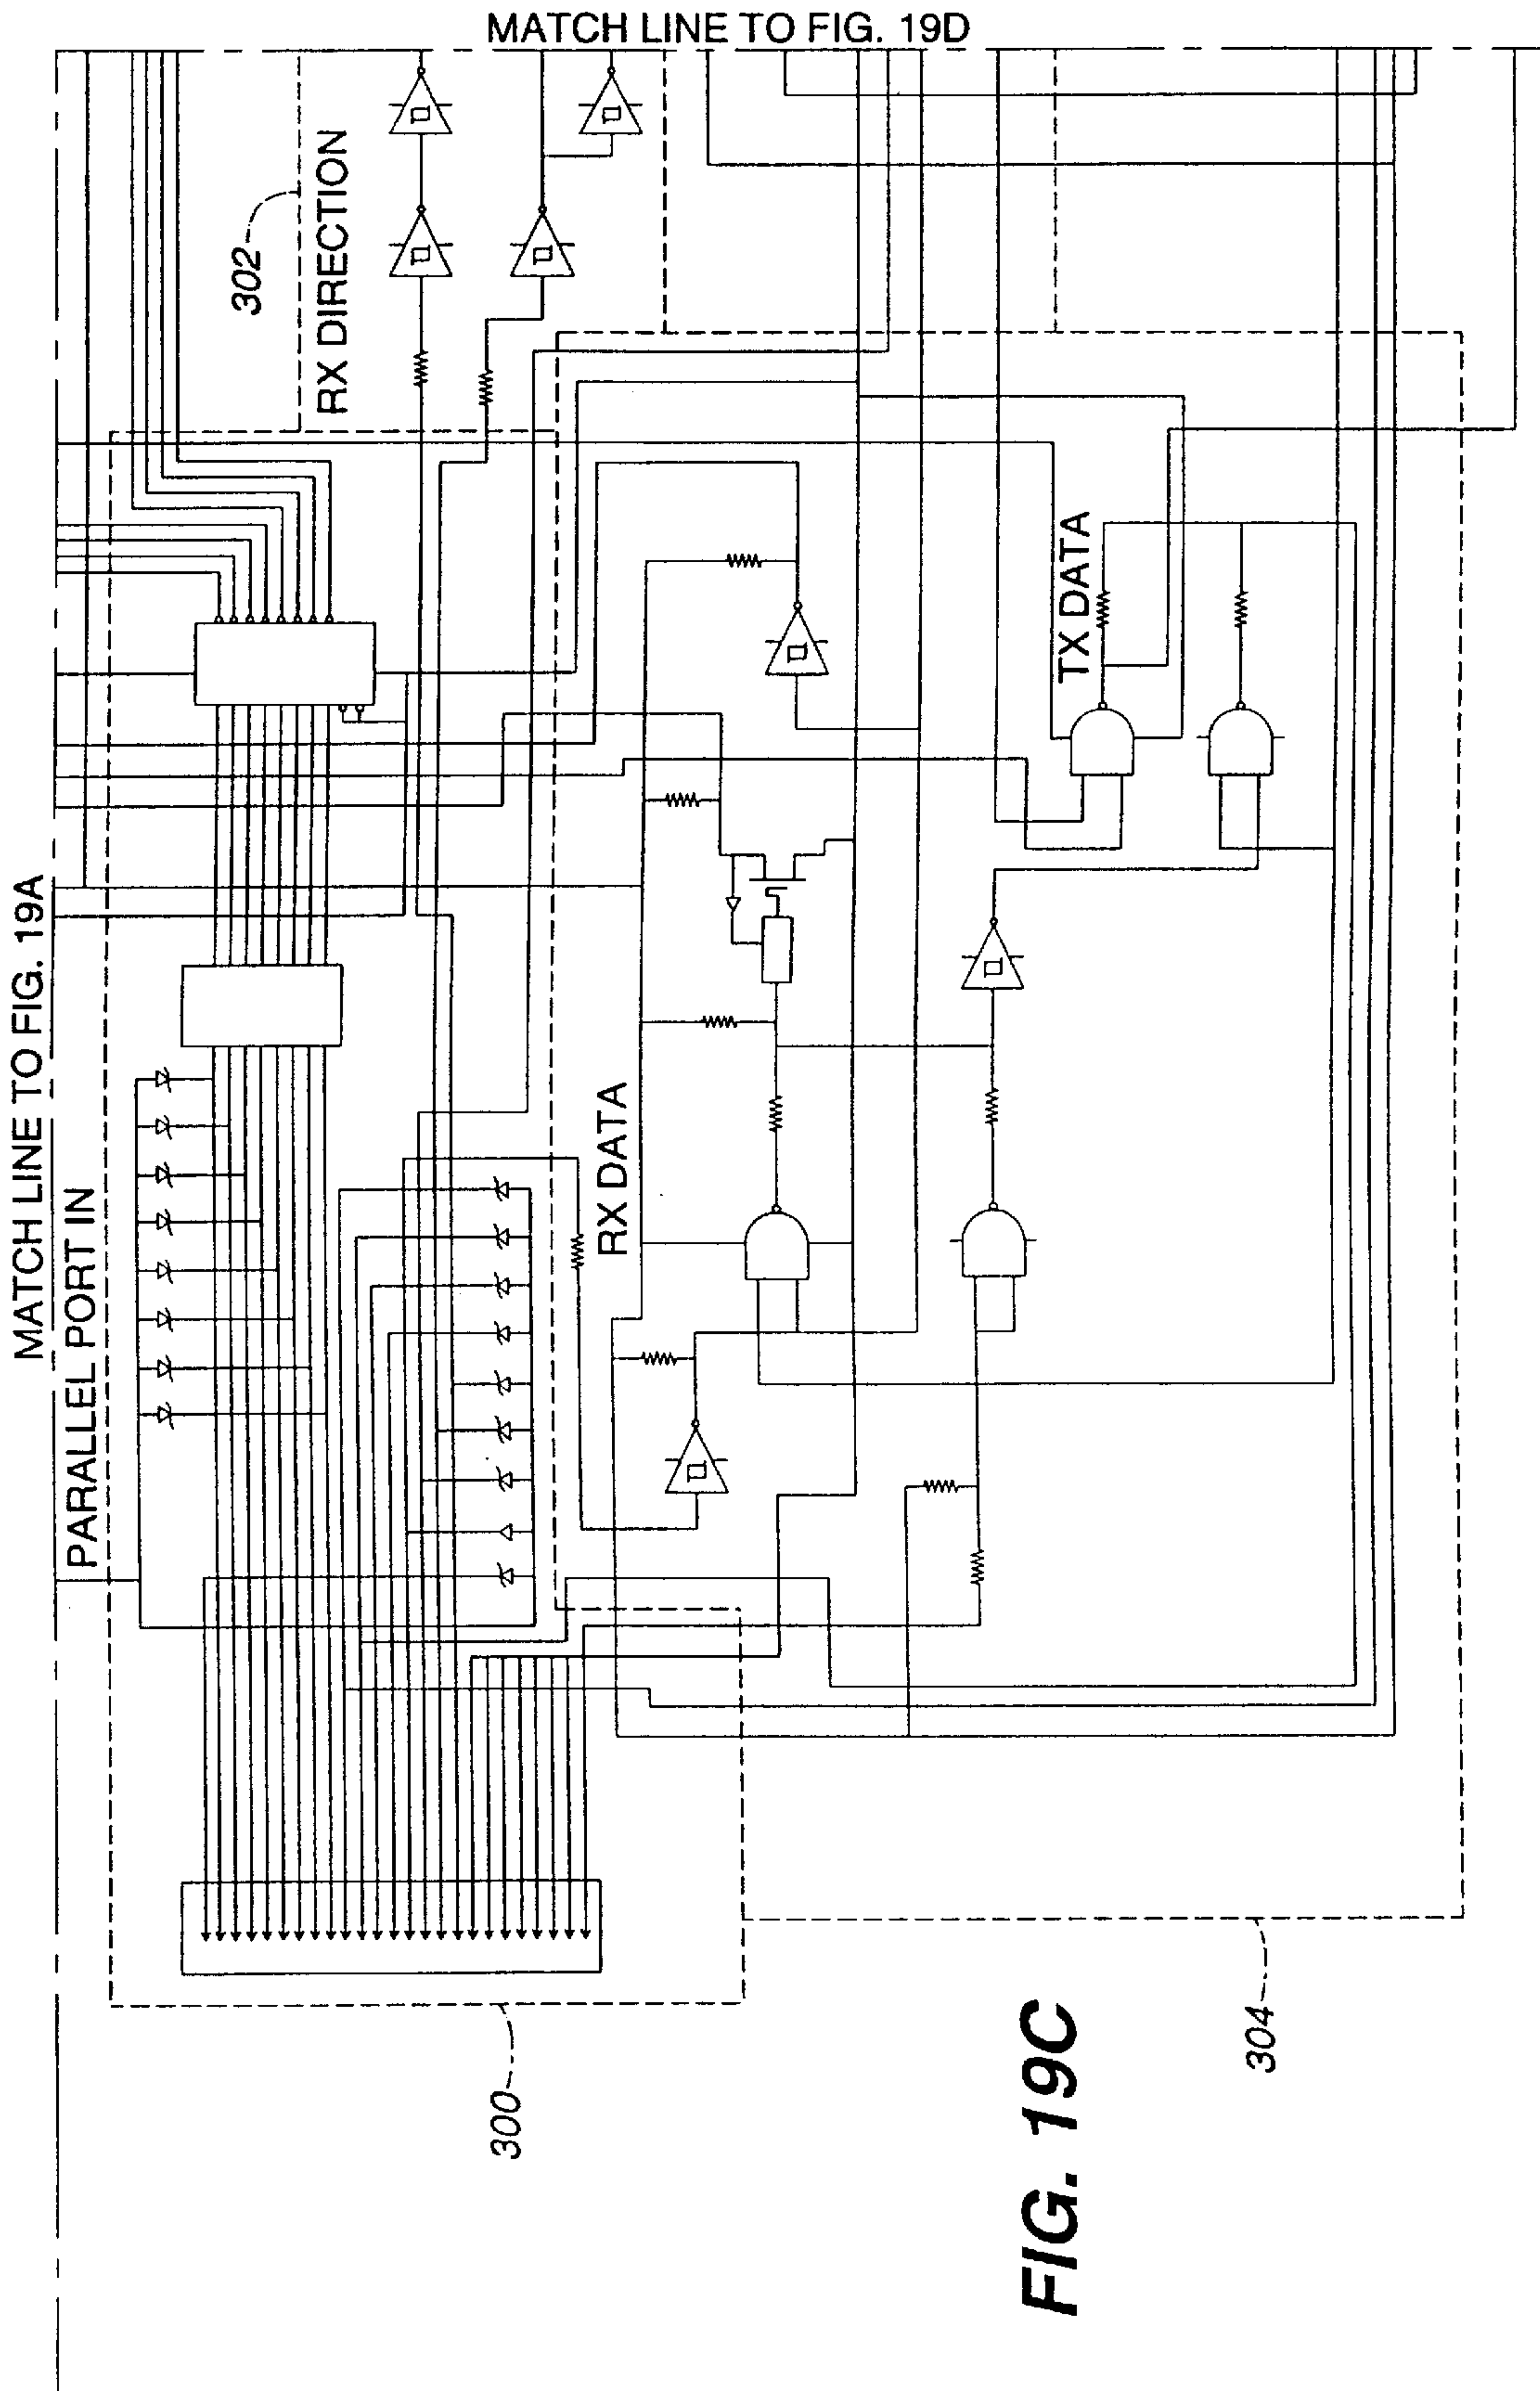 MATCH LINE TO FIG. 19D
MATCH LINE TO FIG. 19A
302
RX DIRECTION
PARALLEL PORT IN
RX DATA
TX DATA
300
304
FIG. 19C